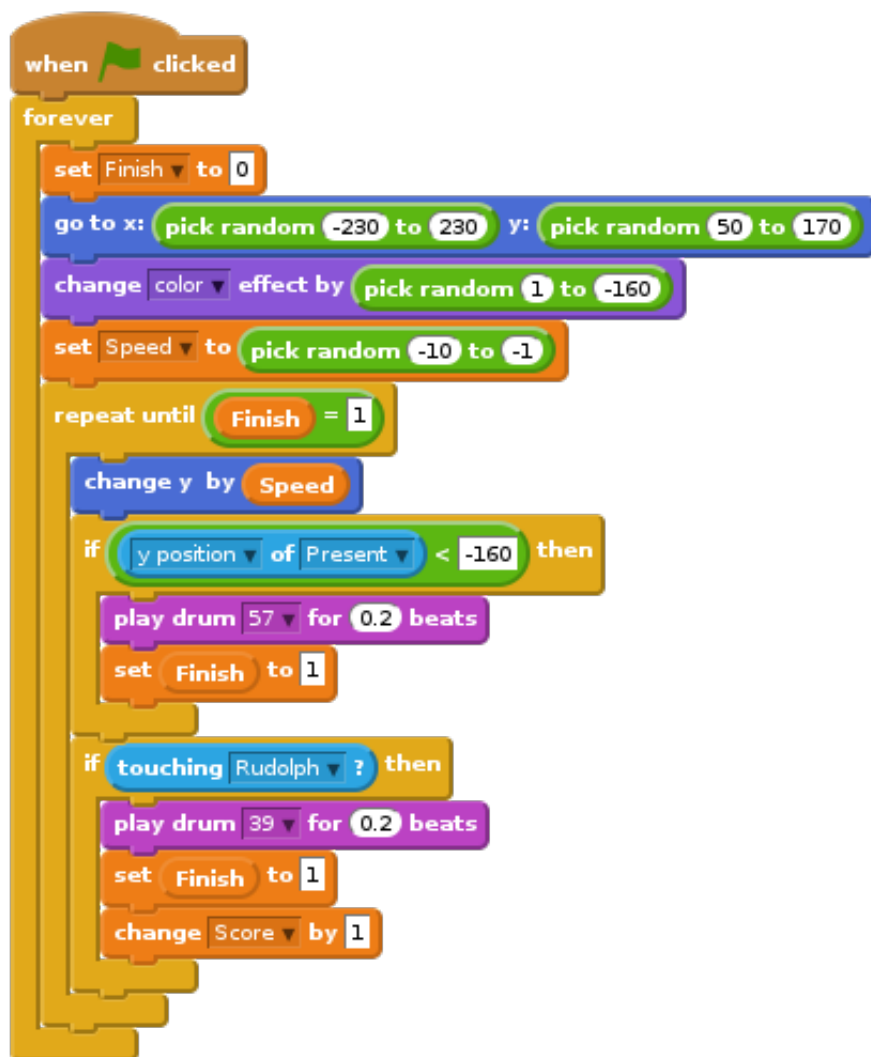 when clicked
forever
set Finish to 0
go to x: pick random -230 to 230 y: pick random 50 to 170
change color effect by pick random 1 to -160
set Speed to pick random -10 to -1
repeat until Finish = 1
change y by Speed
if y position of Present < -160 then
play drum 57 for 0.2 beats
set Finish to 1
if touching Rudolph ? then
play drum 39 for 0.2 beats
set Finish to 1
change Score by 1